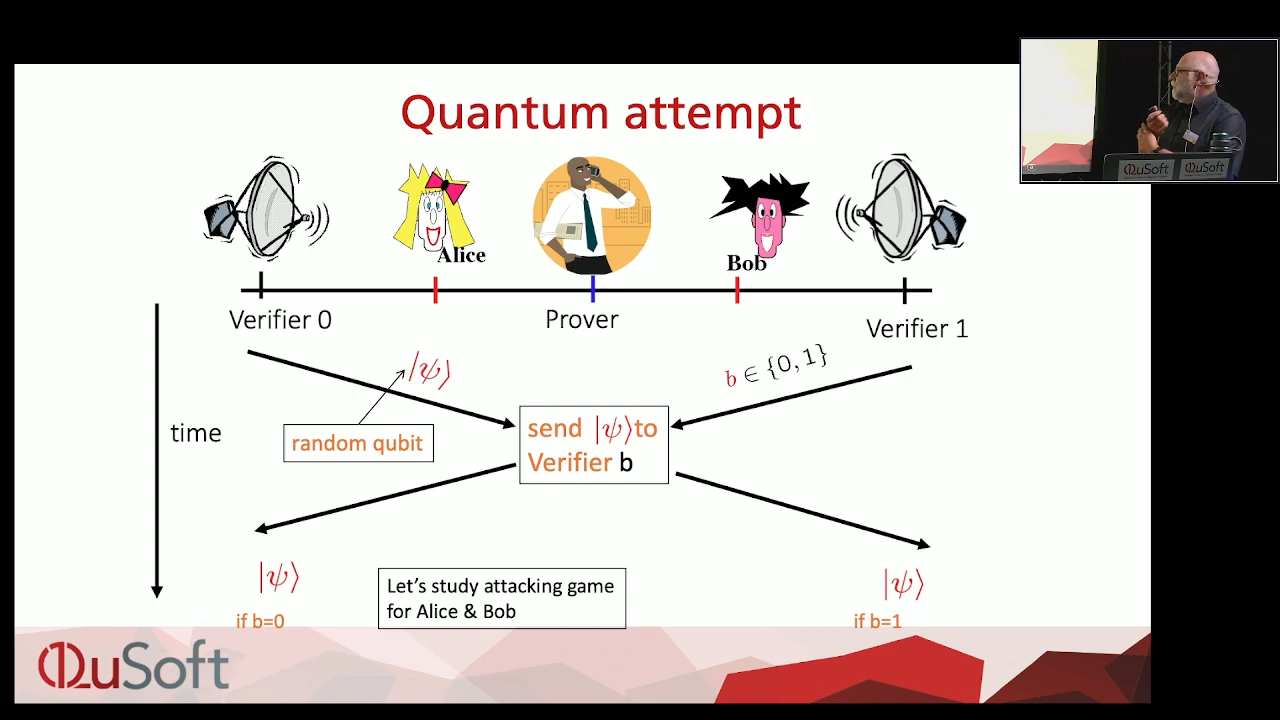 Quantum attempt
Alice
Bob
Verifier 0
Prover
Verifier 1
|ψ⟩
b ∈ {0,1}
time
random qubit
send |ψ⟩ to
Verifier b
|ψ⟩
|ψ⟩
Let's study attacking game
for Alice & Bob
if b=0
if b=1
QuSoft
QuSoft
QuSoft